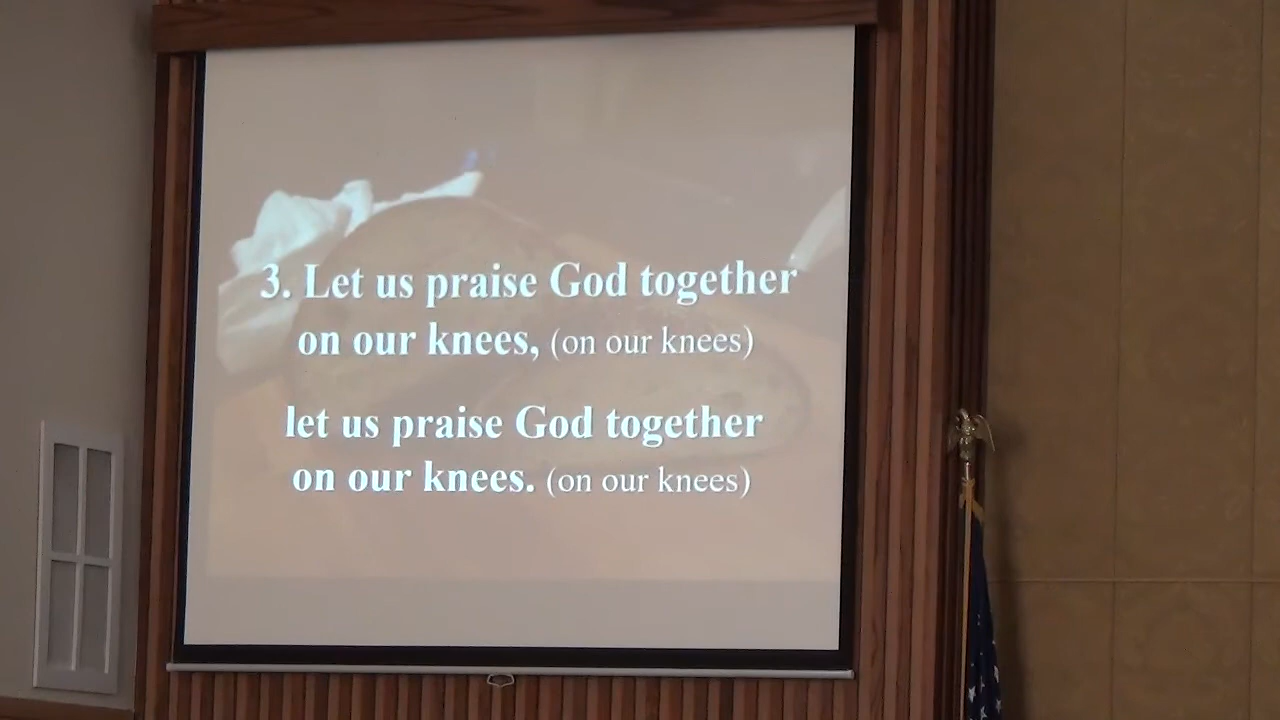 3. Let us praise God together
on our knees, (on our knees)
let us praise God together
on our knees. (on our knees)